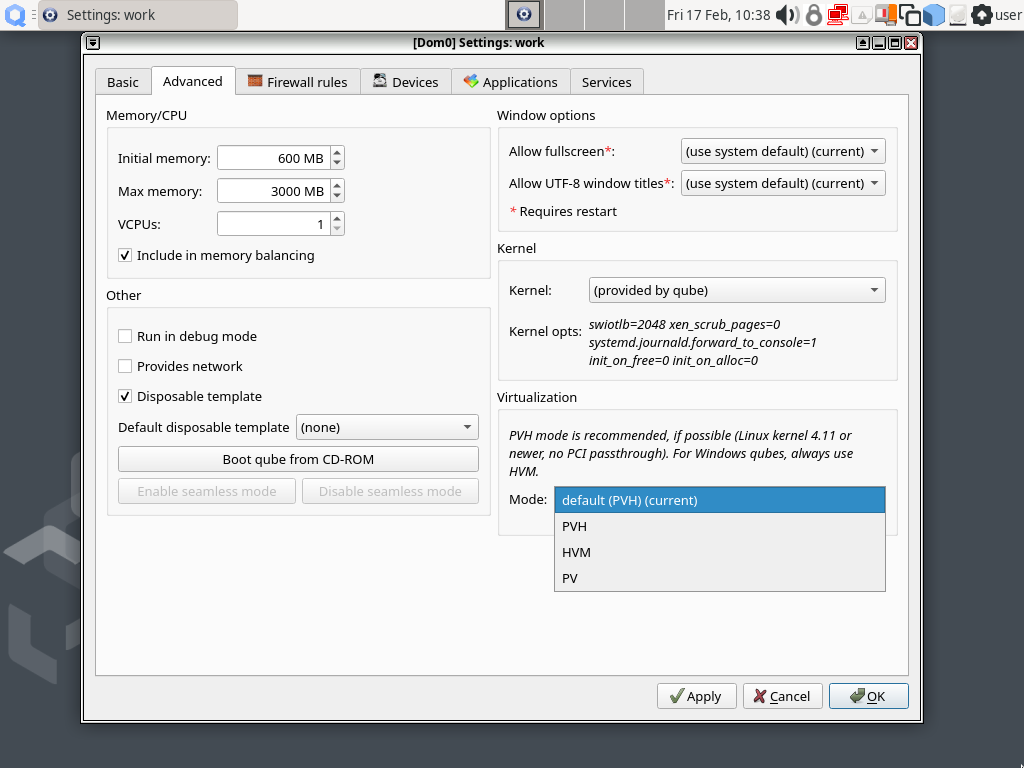 Settings: work
Fri 17 Feb, 10:38
user
[Dom0] Settings: work
Basic
Advanced
Firewall rules
Devices
Applications
Services
Memory/CPU
Initial memory: 600 MB
Max memory: 3000 MB
VCPUs: 1
Include in memory balancing
Other
Run in debug mode
Provides network
Disposable template
Default disposable template (none)
Boot qube from CD-ROM
Enable seamless mode
Disable seamless mode
Window options
Allow fullscreen*: (use system default) (current)
Allow UTF-8 window titles*: (use system default) (current)
* Requires restart
Kernel
Kernel: (provided by qube)
Kernel opts: swiotlb=2048 xen_scrub_pages=0
systemd.journald.forward_to_console=1
init_on_free=0 init_on_alloc=0
Virtualization
PVH mode is recommended, if possible (Linux kernel 4.11 or
newer, no PCI passthrough). For Windows qubes, always use
HVM.
Mode: default (PVH) (current)
PVH
HVM
PV
Apply
Cancel
OK